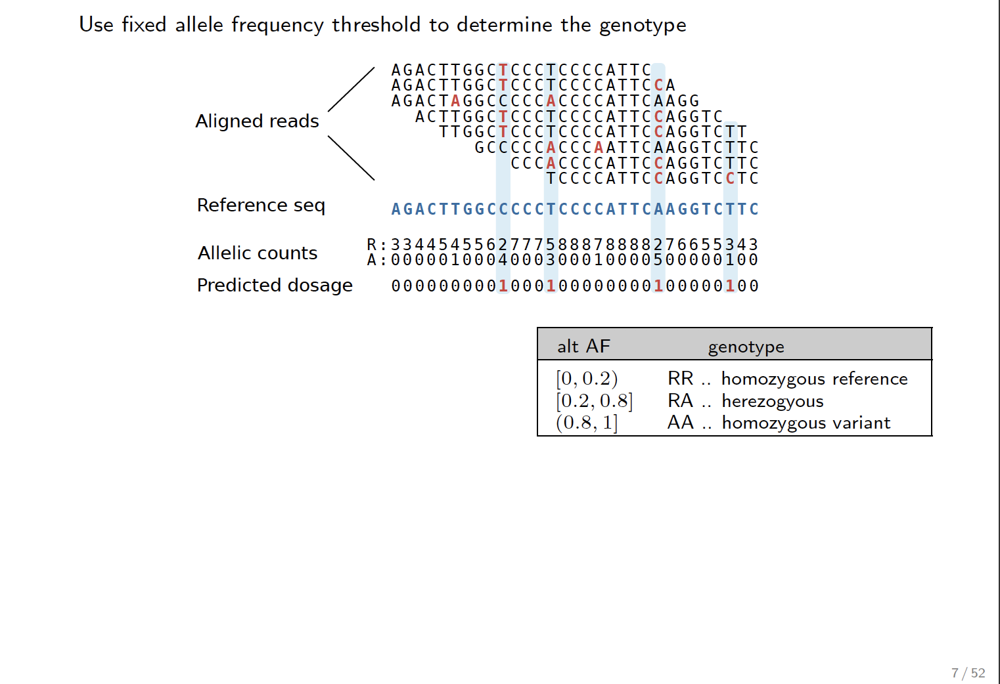 Use fixed allele frequency threshold to determine the genotype
AGACTTGGCTCCCTCCCCATTC
AGACTTGGCTCCCTCCCCATTCCA
AGACTAGGCCCCCACCCCATTCAAGG
ACTTGGCTCCCTCCCCATTCCAGGTC
Aligned reads
TTGGCTCCCTCCCCATTCCAGGTCTT
GCCCCCACCCAATTCAAGGTCTTC
CCCACCCCATTCCAGGTCTTC
TCCCCATTCCAGGTCCTC
Reference seq AGACTTGGCCCCCTCCCCATTCAAGGTCTTC
Allelic counts
R:3344545562777588878888276655343
A:0000010004000300010000500000100
Predicted dosage 0000000001000100000000100000100
alt AF genotype
[0, 0.2) RR .. homozygous reference
[0.2, 0.8] RA .. herezogyous
(0.8, 1] AA .. homozygous variant
7 / 52